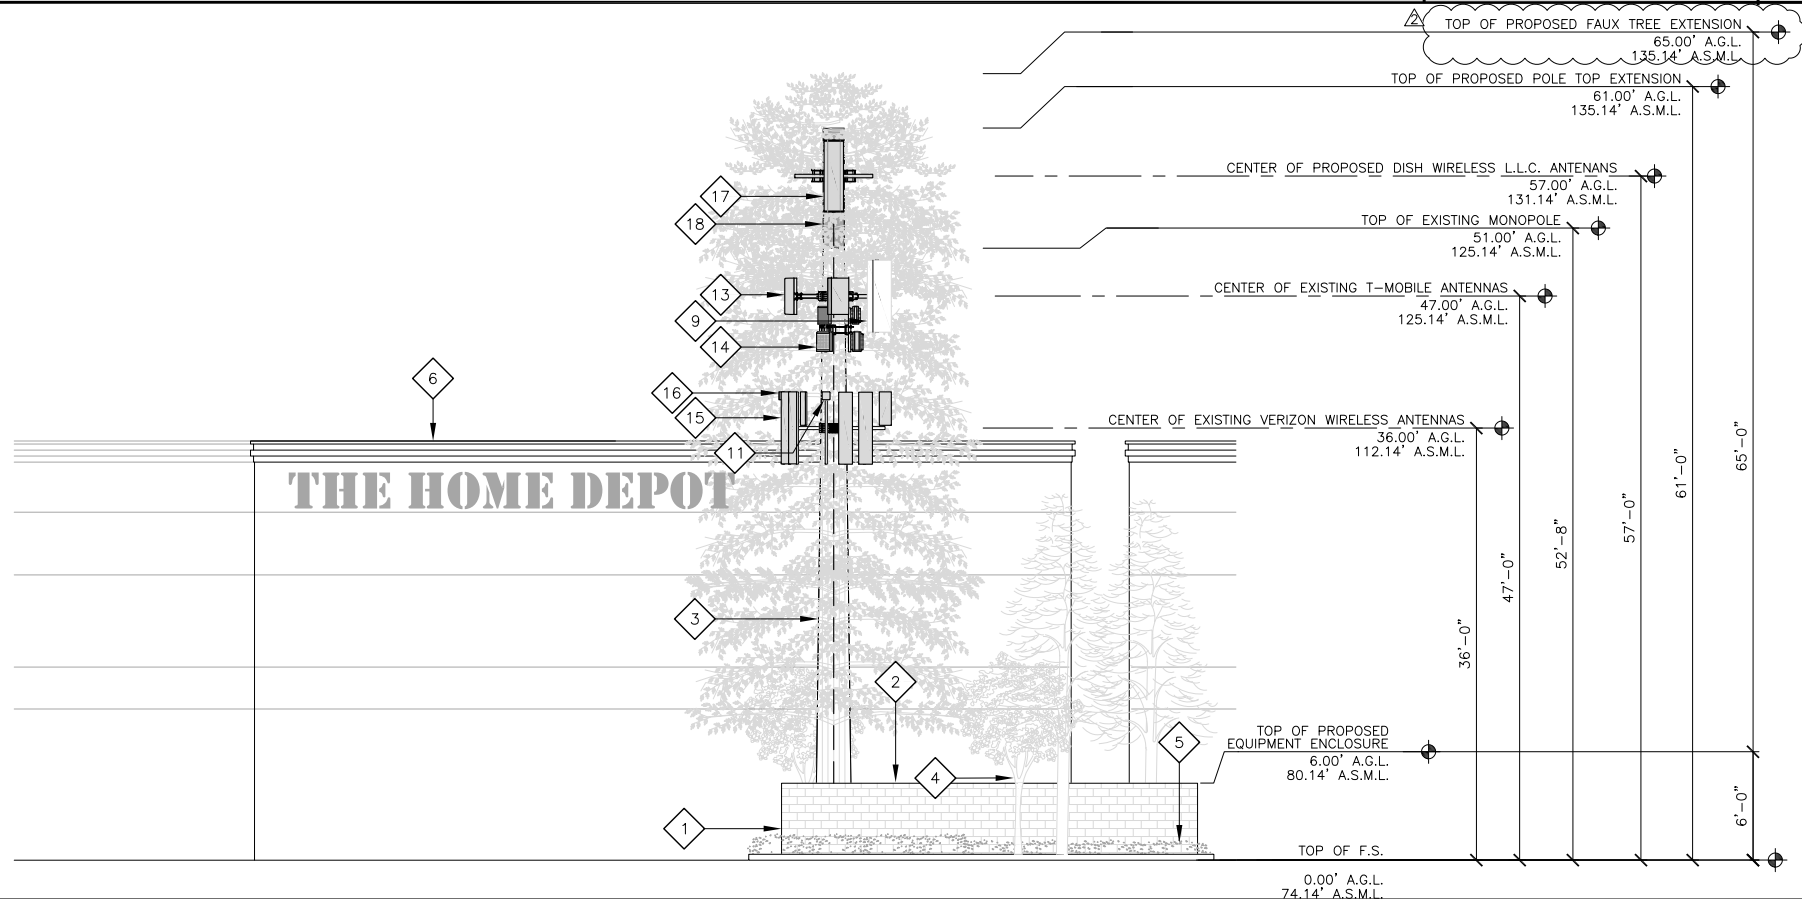 2
TOP OF PROPOSED FAUX TREE EXTENSION
65.00' A.G.L.
135.14' A.S.M.L.
TOP OF PROPOSED POLE TOP EXTENSION
61.00' A.G.L.
135.14' A.S.M.L.
CENTER OF PROPOSED DISH WIRELESS L.L.C. ANTENANS
57.00' A.G.L.
131.14' A.S.M.L.
TOP OF EXISTING MONOPOLE
51.00' A.G.L.
125.14' A.S.M.L.
CENTER OF EXISTING T-MOBILE ANTENNAS
47.00' A.G.L.
125.14' A.S.M.L.
CENTER OF EXISTING VERIZON WIRELESS ANTENNAS
36.00' A.G.L.
112.14' A.S.M.L.
17
18
13
9
14
6
16
15
11
THE HOME DEPOT
3
2
4
5
1
36'-0"
47'-0"
52'-8"
57'-0"
61'-0"
65'-0"
6'-0"
TOP OF PROPOSED
EQUIPMENT ENCLOSURE
6.00' A.G.L.
80.14' A.S.M.L.
TOP OF F.S.
0.00' A.G.L.
74.14' A.S.M.L.